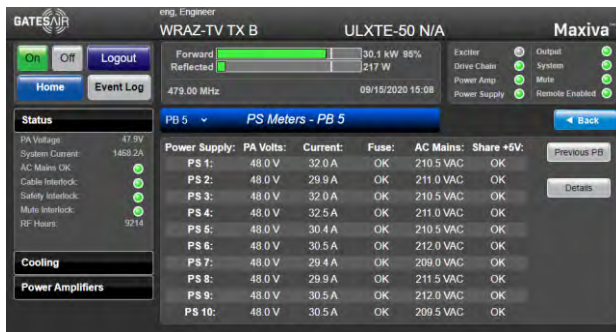 GATESAIR
eng, Engineer
WRAZ-TV TX B
ULXTE-50 N/A
Maxiva
On
Off
Logout
Home
Event Log
Forward
30.1 kW 95%
Reflected
217 W
479.00 MHz
09/15/2020 15:08
Exciter
Output
Drive Chain
System
Power Amp
Mute
Power Supply
Remote Enabled
Status
PB 5
PS Meters - PB 5
Back
PA Voltage: 47.9V
System Current: 1468.2A
AC Mains OK
Cable Interlock:
Safety Interlock:
Mute Interlock:
RF Hours: 9214
Cooling
Power Amplifiers
Power Supply: PA Volts: Current: Fuse: AC Mains: Share +5V:
PS 1: 48.0 V 32.0 A OK 210.5 VAC OK
PS 2: 48.0 V 29.9 A OK 211.0 VAC OK
PS 3: 48.0 V 32.0 A OK 210.5 VAC OK
PS 4: 48.0 V 32.5 A OK 211.0 VAC OK
PS 5: 48.0 V 30.4 A OK 210.5 VAC OK
PS 6: 48.0 V 30.5 A OK 212.0 VAC OK
PS 7: 48.0 V 29.4 A OK 209.0 VAC OK
PS 8: 48.0 V 29.9 A OK 211.5 VAC OK
PS 9: 48.0 V 30.5 A OK 212.0 VAC OK
PS 10: 48.0 V 30.5 A OK 209.5 VAC OK
Previous PB
Details